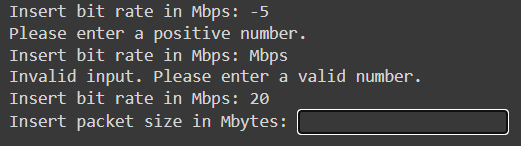 Insert bit rate in Mbps: -5
Please enter a positive number.
Insert bit rate in Mbps: Mbps
Invalid input. Please enter a valid number.
Insert bit rate in Mbps: 20
Insert packet size in Mbytes: